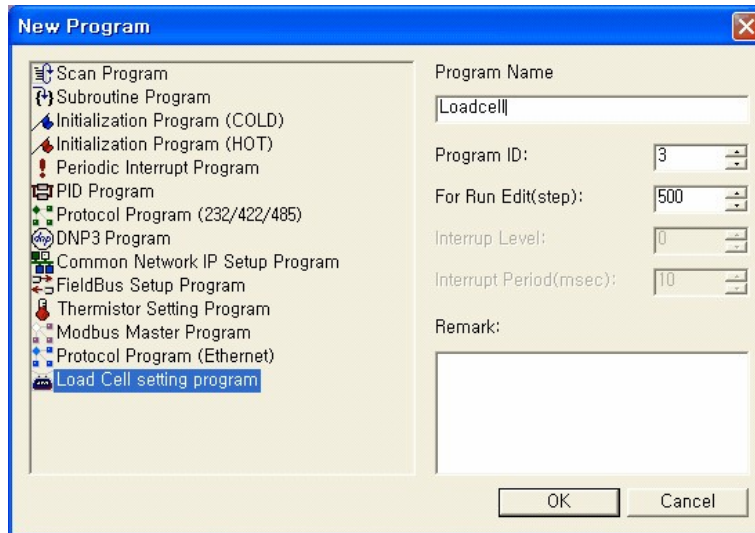 New Program
Scan Program
Subroutine Program
Initialization Program (COLD)
Initialization Program (HOT)
Periodic Interrupt Program
PID Program
Protocol Program (232/422/485)
DNP3 Program
Common Network IP Setup Program
FieldBus Setup Program
Thermistor Setting Program
Modbus Master Program
Protocol Program (Ethernet)
Load Cell setting program
Program Name
Loadcell
Program ID: 3
For Run Edit(step): 500
Interrup Level: 0
Interrupt Period(msec): 10
Remark:
OK Cancel